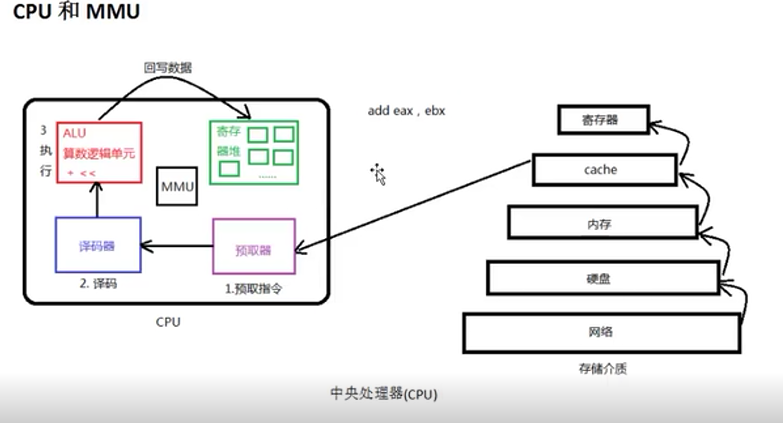 CPU 和 MMU
回写数据
3
执
行
ALU
算数逻辑单元
+ <<
MMU
寄存
器堆
......
译码器
2. 译码
预取器
1.预取指令
CPU
add eax , ebx
寄存器
cache
内存
硬盘
网络
存储介质
中央处理器(CPU)